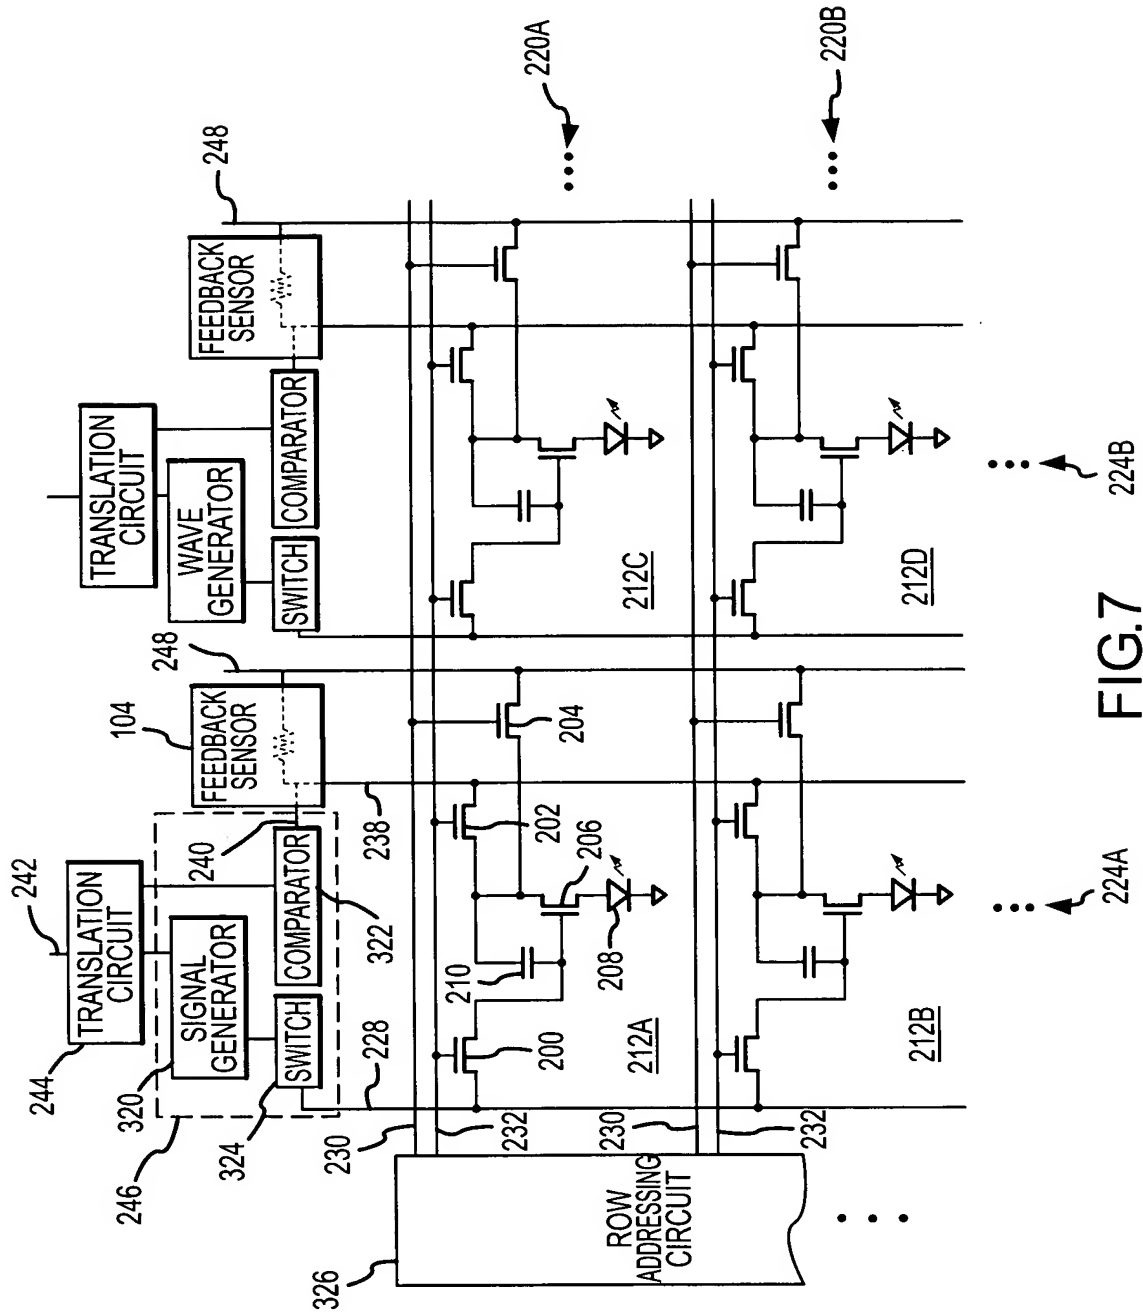 242
TRANSLATION
CIRCUIT
244
SIGNAL
GENERATOR
320
246
SWITCH
324
COMPARATOR
322
240
FEEDBACK
SENSOR
104
248
TRANSLATION
CIRCUIT
WAVE
GENERATOR
SWITCH
COMPARATOR
FEEDBACK
SENSOR
248
228
238
230
232
200
202
204
206
208
210
212A
212C
220A
230
232
212B
212D
220B
ROW
ADDRESSING
CIRCUIT
326
224A
224B
FIG.7